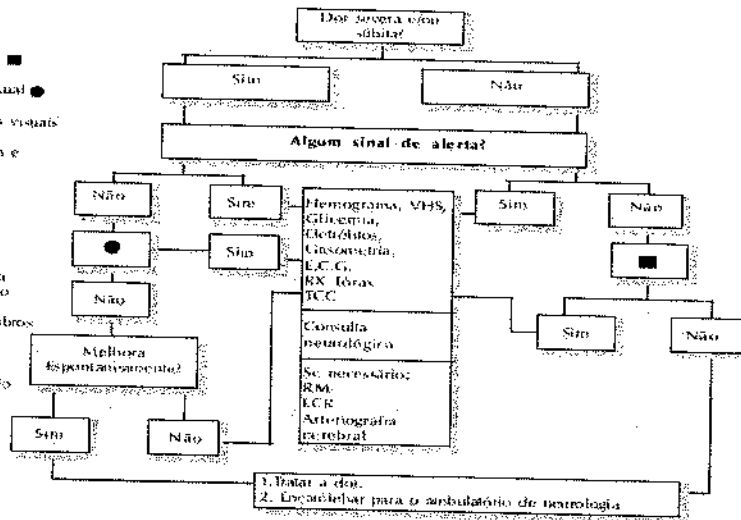 Dor severa e/ou
súbita?
Sim
Não
Algum sinal de alerta?
Não
Sim
Sim
Não
Sim
Não
Melhora
Espontaneamente?
Sim
Não
Hemograma, VHS,
Glicemia,
Eletrólitos,
Gasometria,
E.C.G.
RX Tórax
TCC
Consulta
neurológica
Se necessário:
RM
LCR
Arteriografia
cerebral
Sim
Não
1. Tratar a dor.
2. Encaminhar para o ambulatório de neurologia
visuais
e